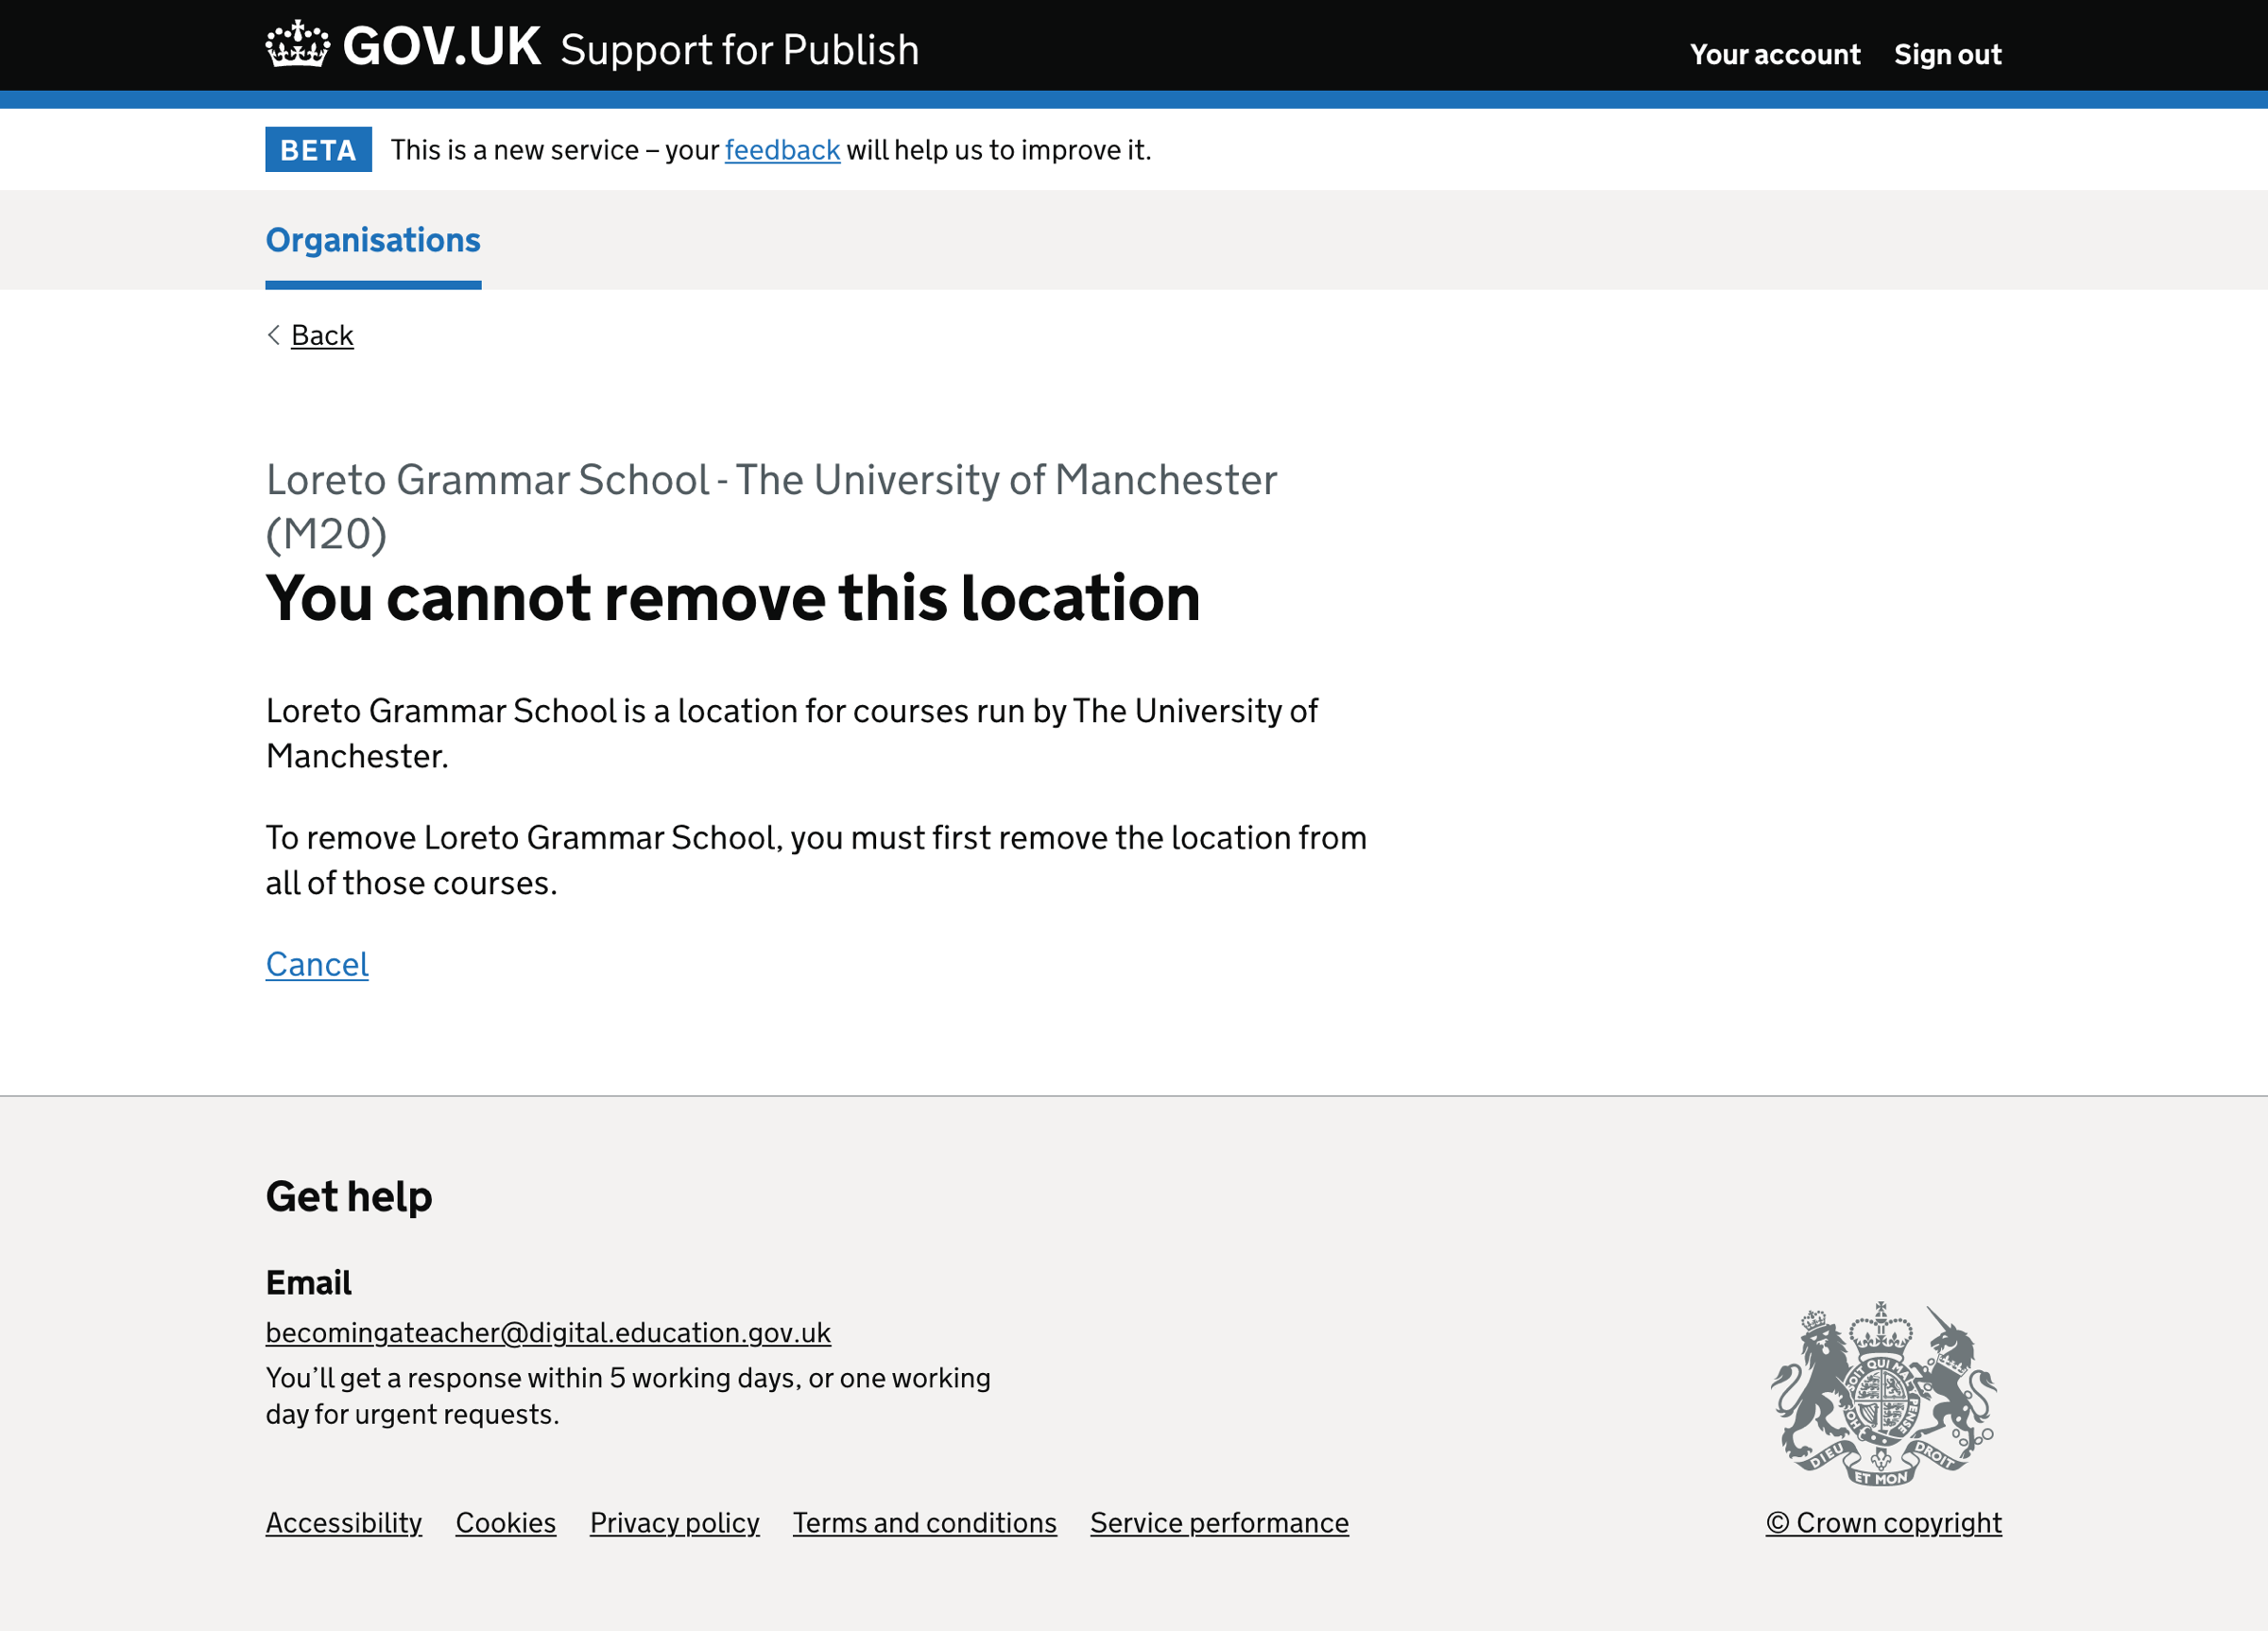 GOV.UK Support for Publish
Your account Sign out
BETA This is a new service – your feedback will help us to improve it.
Organisations
Back
Loreto Grammar School - The University of Manchester
(M20)
You cannot remove this location
Loreto Grammar School is a location for courses run by The University of
Manchester.
To remove Loreto Grammar School, you must first remove the location from
all of those courses.
Cancel
Get help
Email
becomingateacher@digital.education.gov.uk
You’ll get a response within 5 working days, or one working
day for urgent requests.
SOIT QUI MAL PENSE
HON
DIEU ET MON DROIT
Accessibility Cookies Privacy policy Terms and conditions Service performance
© Crown copyright